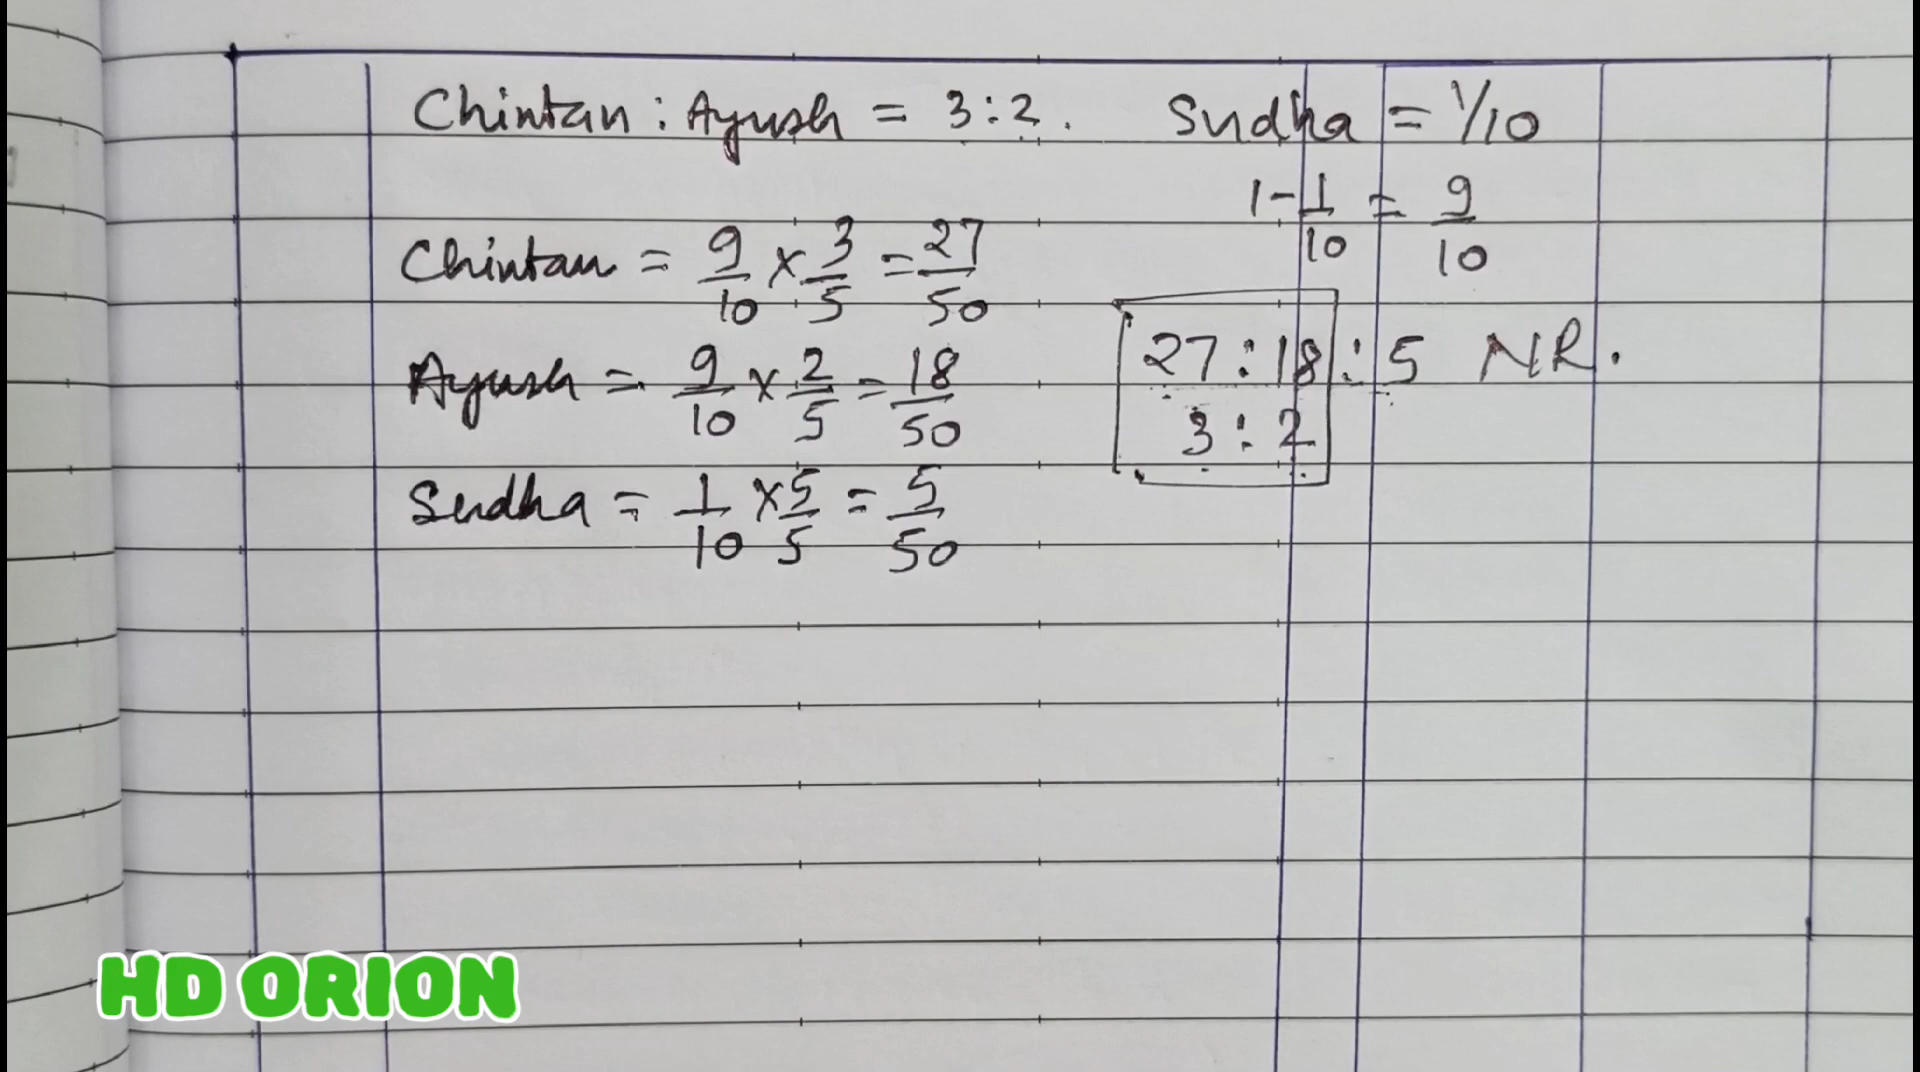 Chintan : Ayush = 3:2. Sudha = 1/10
1 - 1/10 = 9/10
Chintan = 9/10 × 3/5 = 27/50
27 : 18 : 5 NR.
Ayush = 9/10 × 2/5 = 18/50
3 : 2
Sudha = 1/10 × 5/5 = 5/50
HD ORION